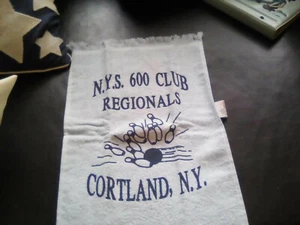 N.Y.S. 600 CLUB
REGIONALS
CORTLAND, N.Y.